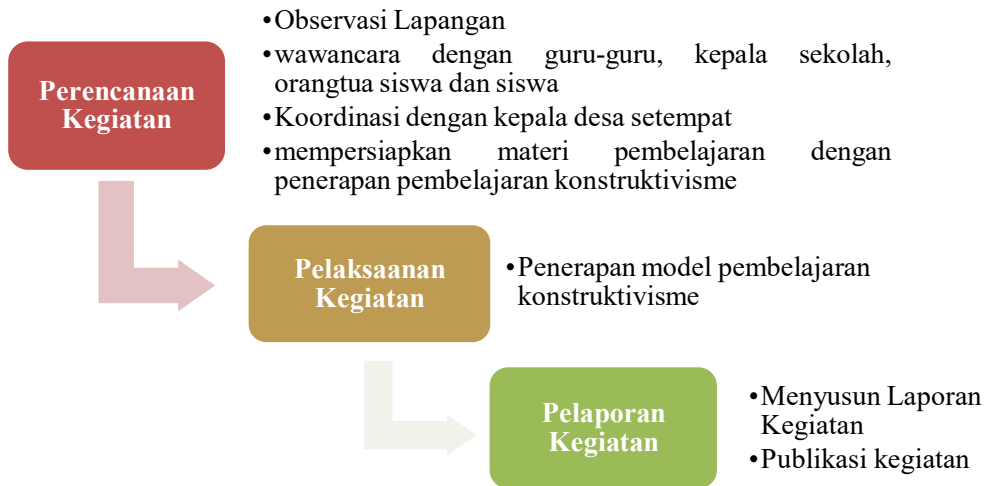 Perencanaan
Kegiatan
•Observasi Lapangan
•wawancara dengan guru-guru, kepala sekolah,
orangtua siswa dan siswa
•Koordinasi dengan kepala desa setempat
•mempersiapkan materi pembelajaran dengan
penerapan pembelajaran konstruktivisme
Pelaksaanan
Kegiatan
•Penerapan model pembelajaran
konstruktivisme
Pelaporan
Kegiatan
•Menyusun Laporan
Kegiatan
•Publikasi kegiatan